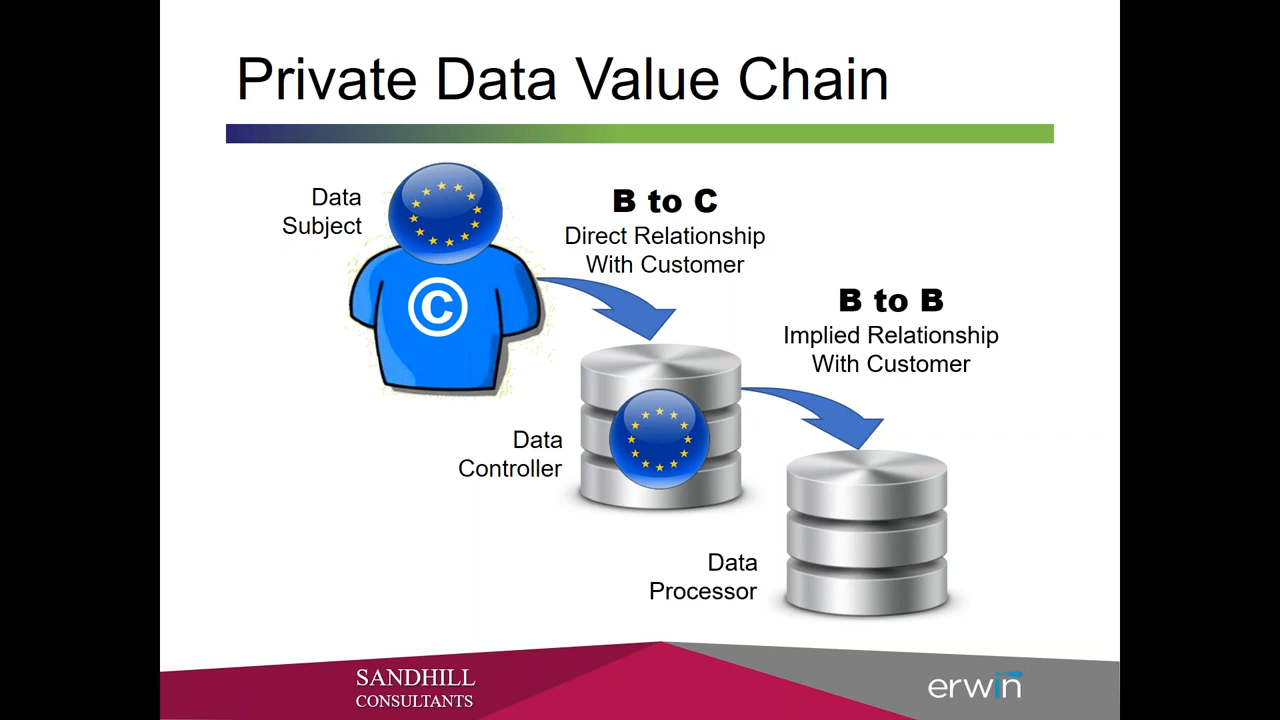 Private Data Value Chain
Data
Subject
©
B to C
Direct Relationship
With Customer
B to B
Implied Relationship
With Customer
Data
Controller
Data
Processor
SANDHILL
CONSULTANTS
erwin